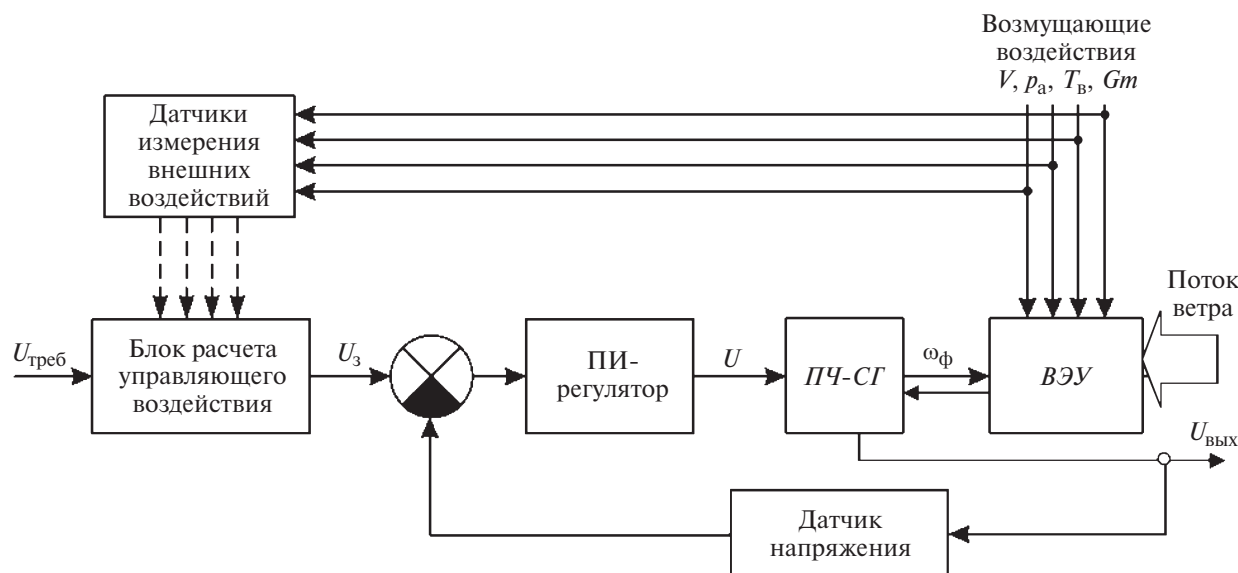 Возмущающие
воздействия
V, pа, Tв, Gm
Датчики
измерения
внешних
воздействий
Поток
ветра
Uтреб
Блок расчета
управляющего
воздействия
Uз
ПИ-
регулятор
U
ПЧ-СГ
ωф
ВЭУ
Uвых
Датчик
напряжения